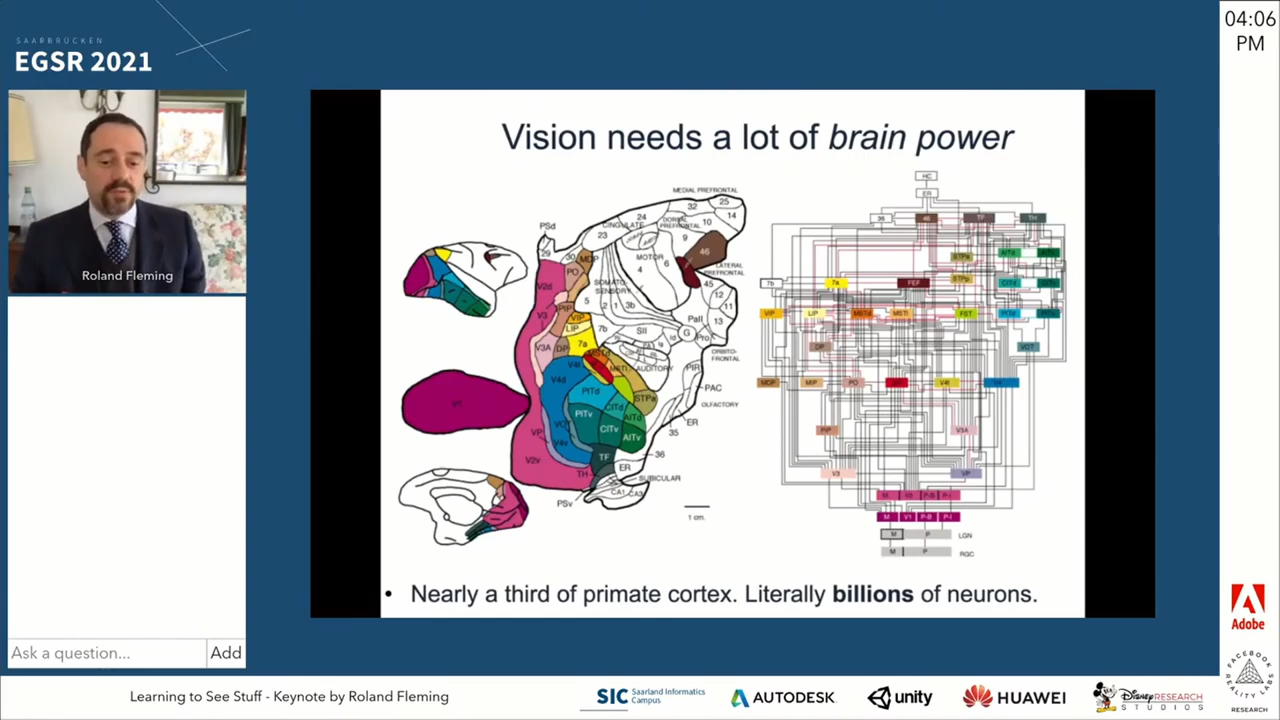 04:06
PM
SAARBRÜCKEN
EGSR 2021
Roland Fleming
Vision needs a lot of brain power
MEDIAL PREFRONTAL
32
25
24
14
CINGULATE
DORSAL
PREFRONTAL
10
PSd
23
9
29
30
MDP
MOTOR
6
46
4
PO
LATERAL
PREFRONTAL
SOMATO-
SENSORY
V2d
45
5
2
1
3b
12
11
V3
PIP
VIP
LIP
7b
SII
PaII
13
G
Pro
V3A
DP
7a
ORBITO-
FRONTAL
MSTd
MSTl
AUDITORY
PIR
V4t
V4d
PITd
PAC
STPa
OLFACTORY
V1
PITv
CITd
AITd
ER
VP
CITv
AITv
35
V4v
V2v
TF
36
ER
TH
SUBICULAR
PSv
CA1
CA3
1 cm.
HC
ER
36
46
TF
TH
STPa
AITd
7b
7a
FEF
STPp
CITd
VIP
LIP
MSTd
MSTl
FST
PITd
DP
VOT
MDP
MIP
PO
V4t
PIP
V3A
V3
VP
M
P-B
P-I
M
V1
P-B
P-I
M
P
LGN
M
P
RGC
• Nearly a third of primate cortex. Literally billions of neurons.
Ask a question...
Add
Learning to See Stuff - Keynote by Roland Fleming
SIC
Saarland Informatics
Campus
AUTODESK
unity
HUAWEI
Disney RESEARCH
STUDIOS
Adobe
FACEBOOK
REALITY LABS
RESEARCH